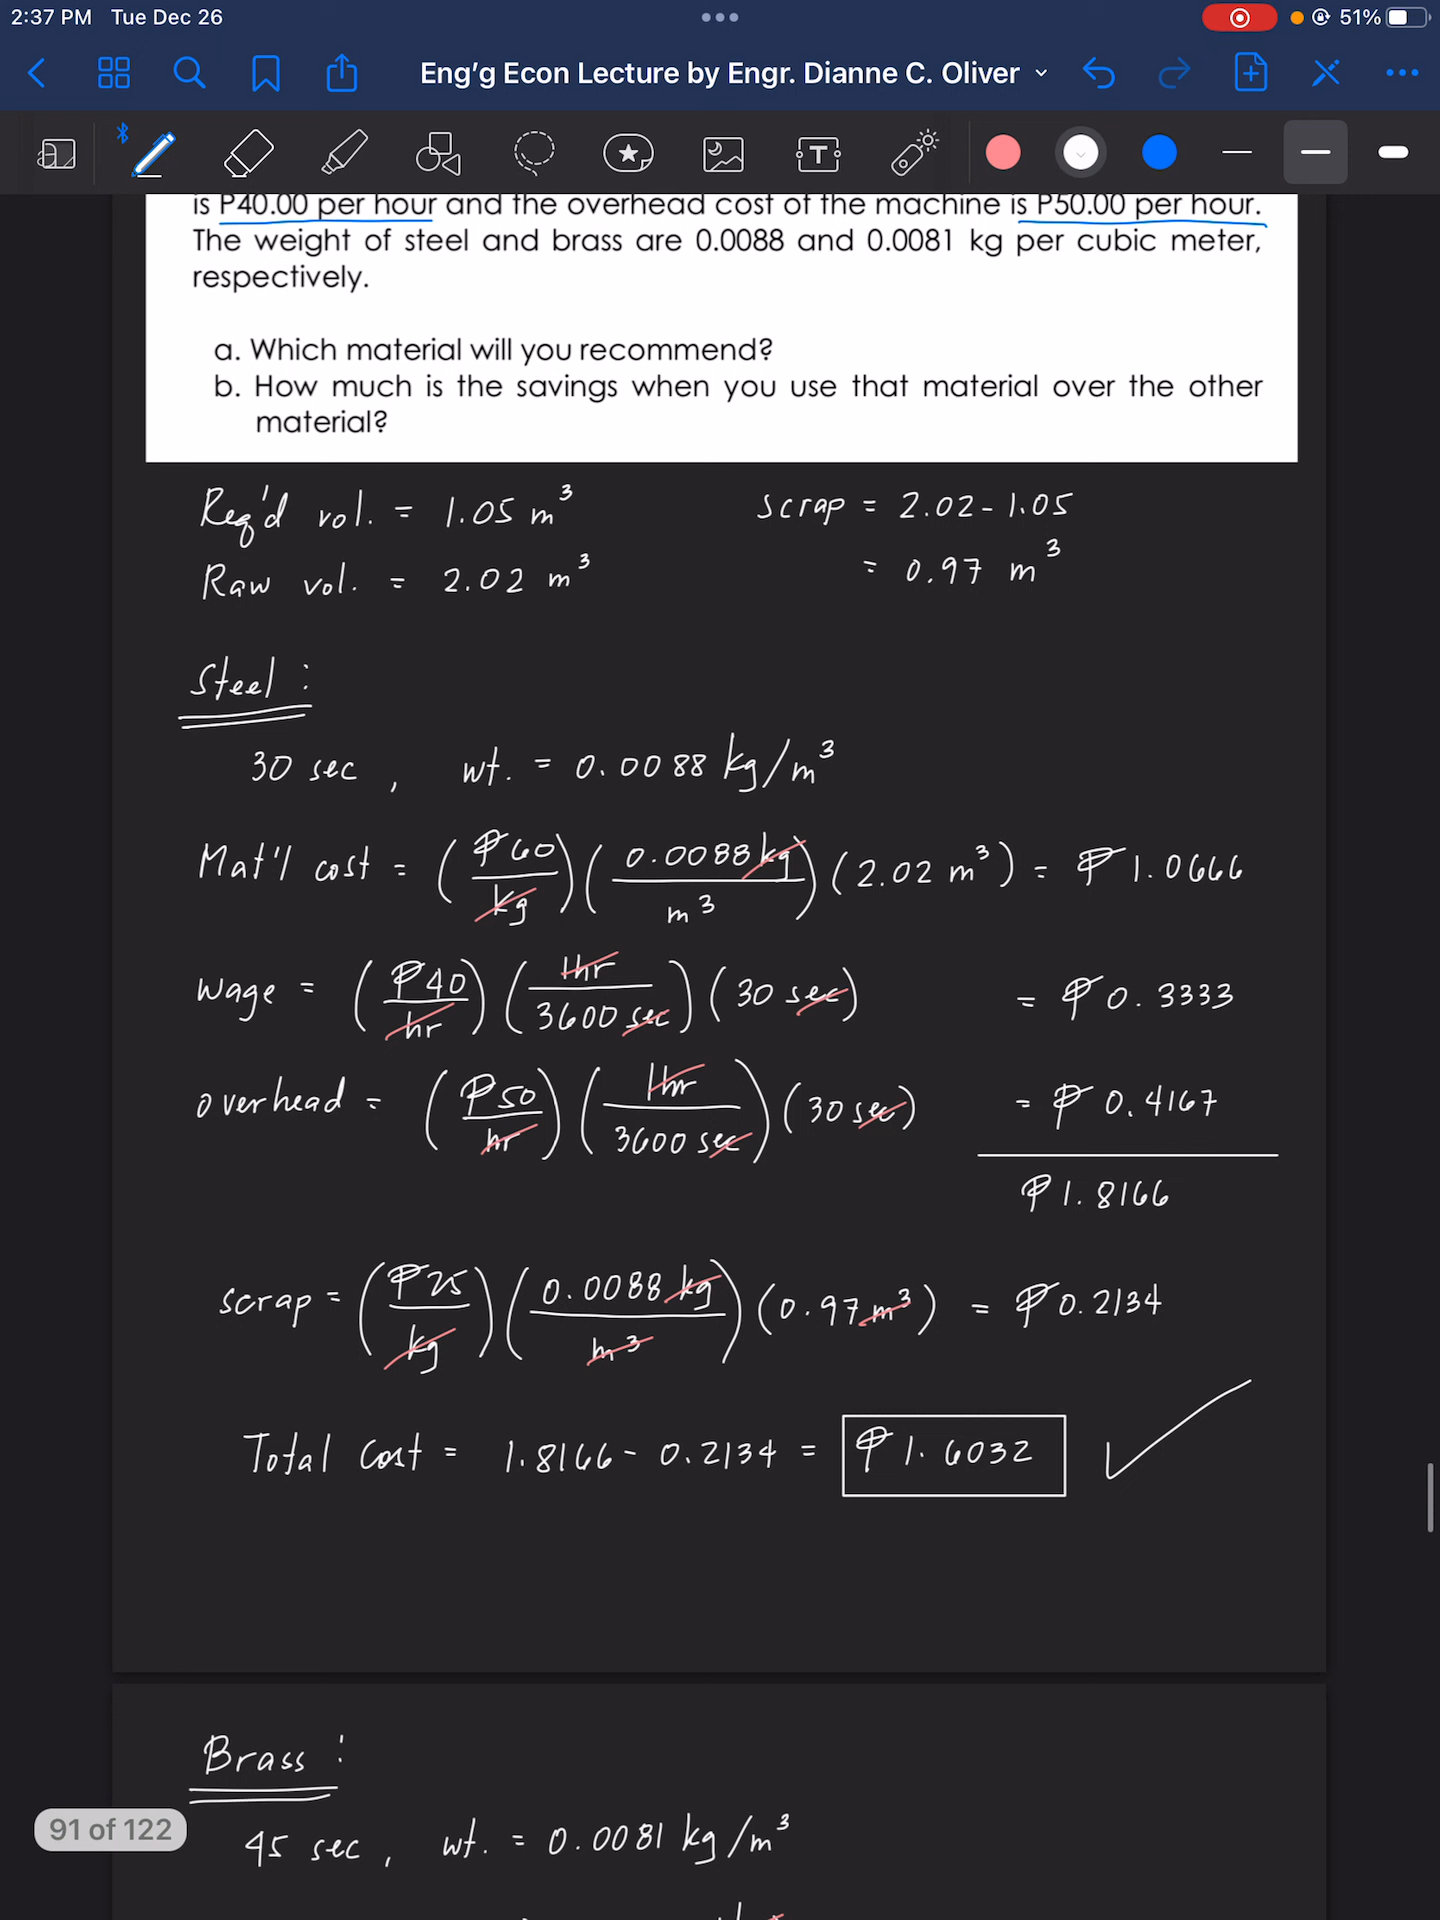 2:37 PM Tue Dec 26
51%
Eng'g Econ Lecture by Engr. Dianne C. Oliver
T
is P40.00 per hour and the overhead cost of the machine is P50.00 per hour.
The weight of steel and brass are 0.0088 and 0.0081 kg per cubic meter,
respectively.
a. Which material will you recommend?
b. How much is the savings when you use that material over the other
material?
Req'd vol. = 1.05 m³
scrap = 2.02 - 1.05
Raw vol. = 2.02 m³
= 0.97 m³
Steel :
30 sec , wt. = 0.0088 kg/m³
Mat'l cost = (₱60/kg)(0.0088 kg/m³)(2.02 m³) = ₱1.0666
wage = (₱40/hr)(1hr/3600 sec)(30 sec) = ₱0.3333
overhead = (₱50/hr)(1hr/3600 sec)(30 sec) = ₱0.4167
₱1.8166
scrap = (₱25/kg)(0.0088 kg/m³)(0.97 m³) = ₱0.2134
Total cost = 1.8166 - 0.2134 = ₱1.6032
Brass :
91 of 122
45 sec , wt. = 0.0081 kg/m³